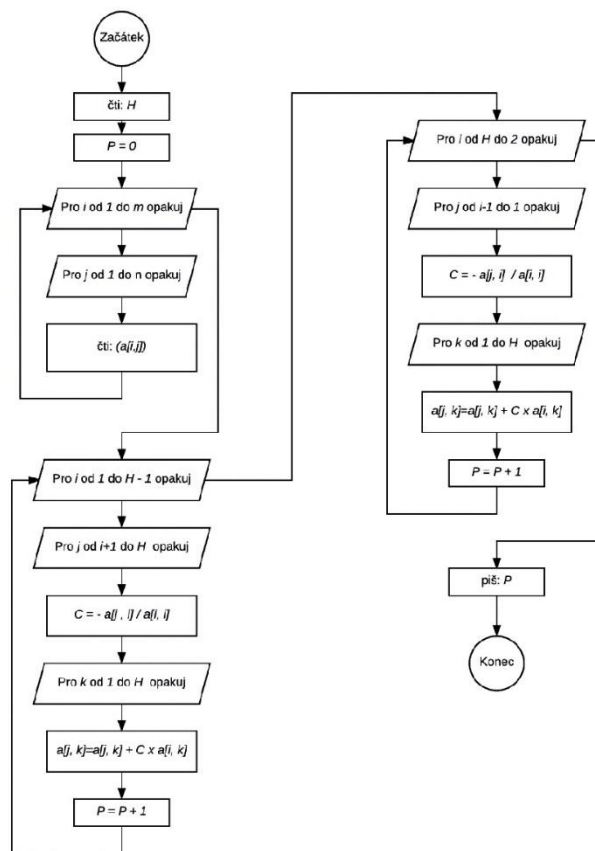 Začátek
čti: H
P = 0
Pro i od 1 do m opakuj
Pro j od 1 do n opakuj
čti: (a[i,j])
Pro i od 1 do H - 1 opakuj
Pro j od i+1 do H opakuj
C = - a[j , i] / a[i, i]
Pro k od 1 do H opakuj
a[j, k]=a[j, k] + C x a[i, k]
P = P + 1
Pro i od H do 2 opakuj
Pro j od i-1 do 1 opakuj
C = - a[j, i] / a[i, i]
Pro k od 1 do H opakuj
a[j, k]=a[j, k] + C x a[i, k]
P = P + 1
piš: P
Konec